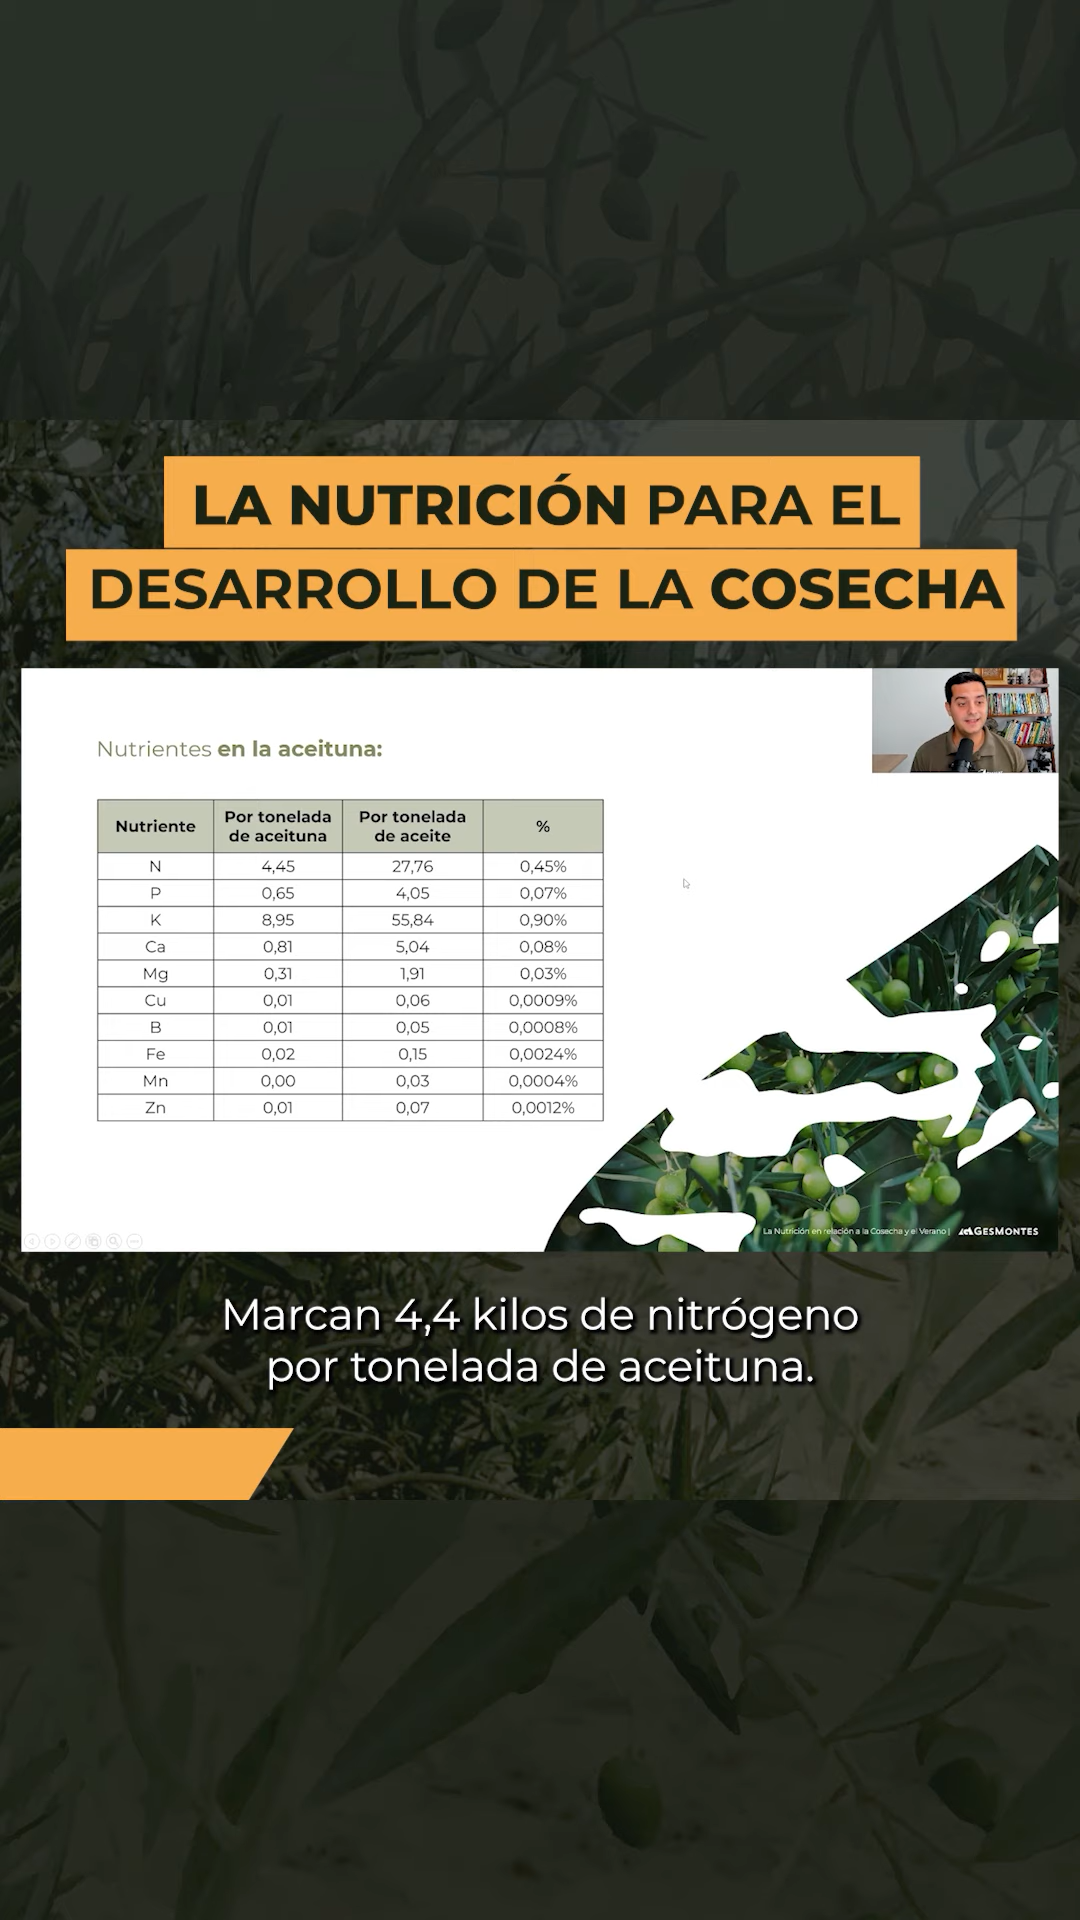 LA NUTRICIÓN PARA EL
DESARROLLO DE LA COSECHA
Nutrientes en la aceituna:
Nutriente Por tonelada de aceituna Por tonelada de aceite %
N 4,45 27,76 0,45%
P 0,65 4,05 0,07%
K 8,95 55,84 0,90%
Ca 0,81 5,04 0,08%
Mg 0,31 1,91 0,03%
Cu 0,01 0,06 0,0009%
B 0,01 0,05 0,0008%
Fe 0,02 0,15 0,0024%
Mn 0,00 0,03 0,0004%
Zn 0,01 0,07 0,0012%
La Nutrición en relación a la Cosecha y el Verano | GESMONTES
Marcan 4,4 kilos de nitrógeno
por tonelada de aceituna.